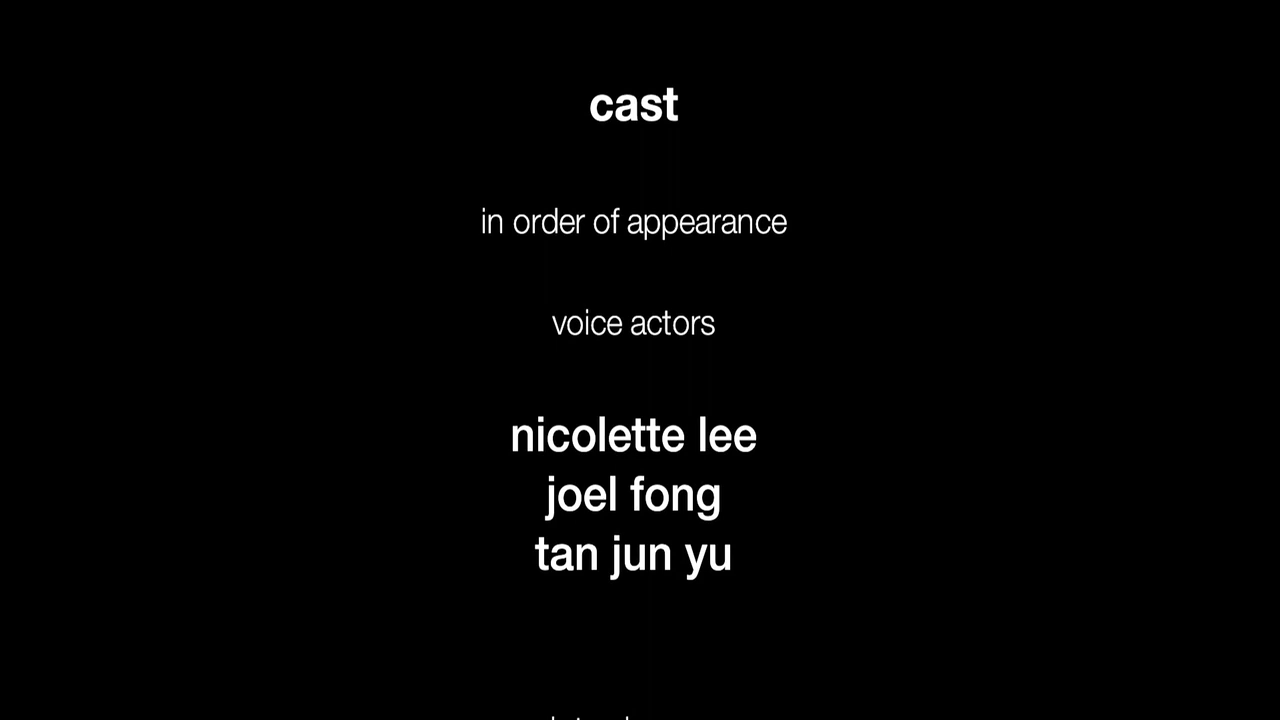 cast
in order of appearance
voice actors
nicolette lee
joel fong
tan jun yu